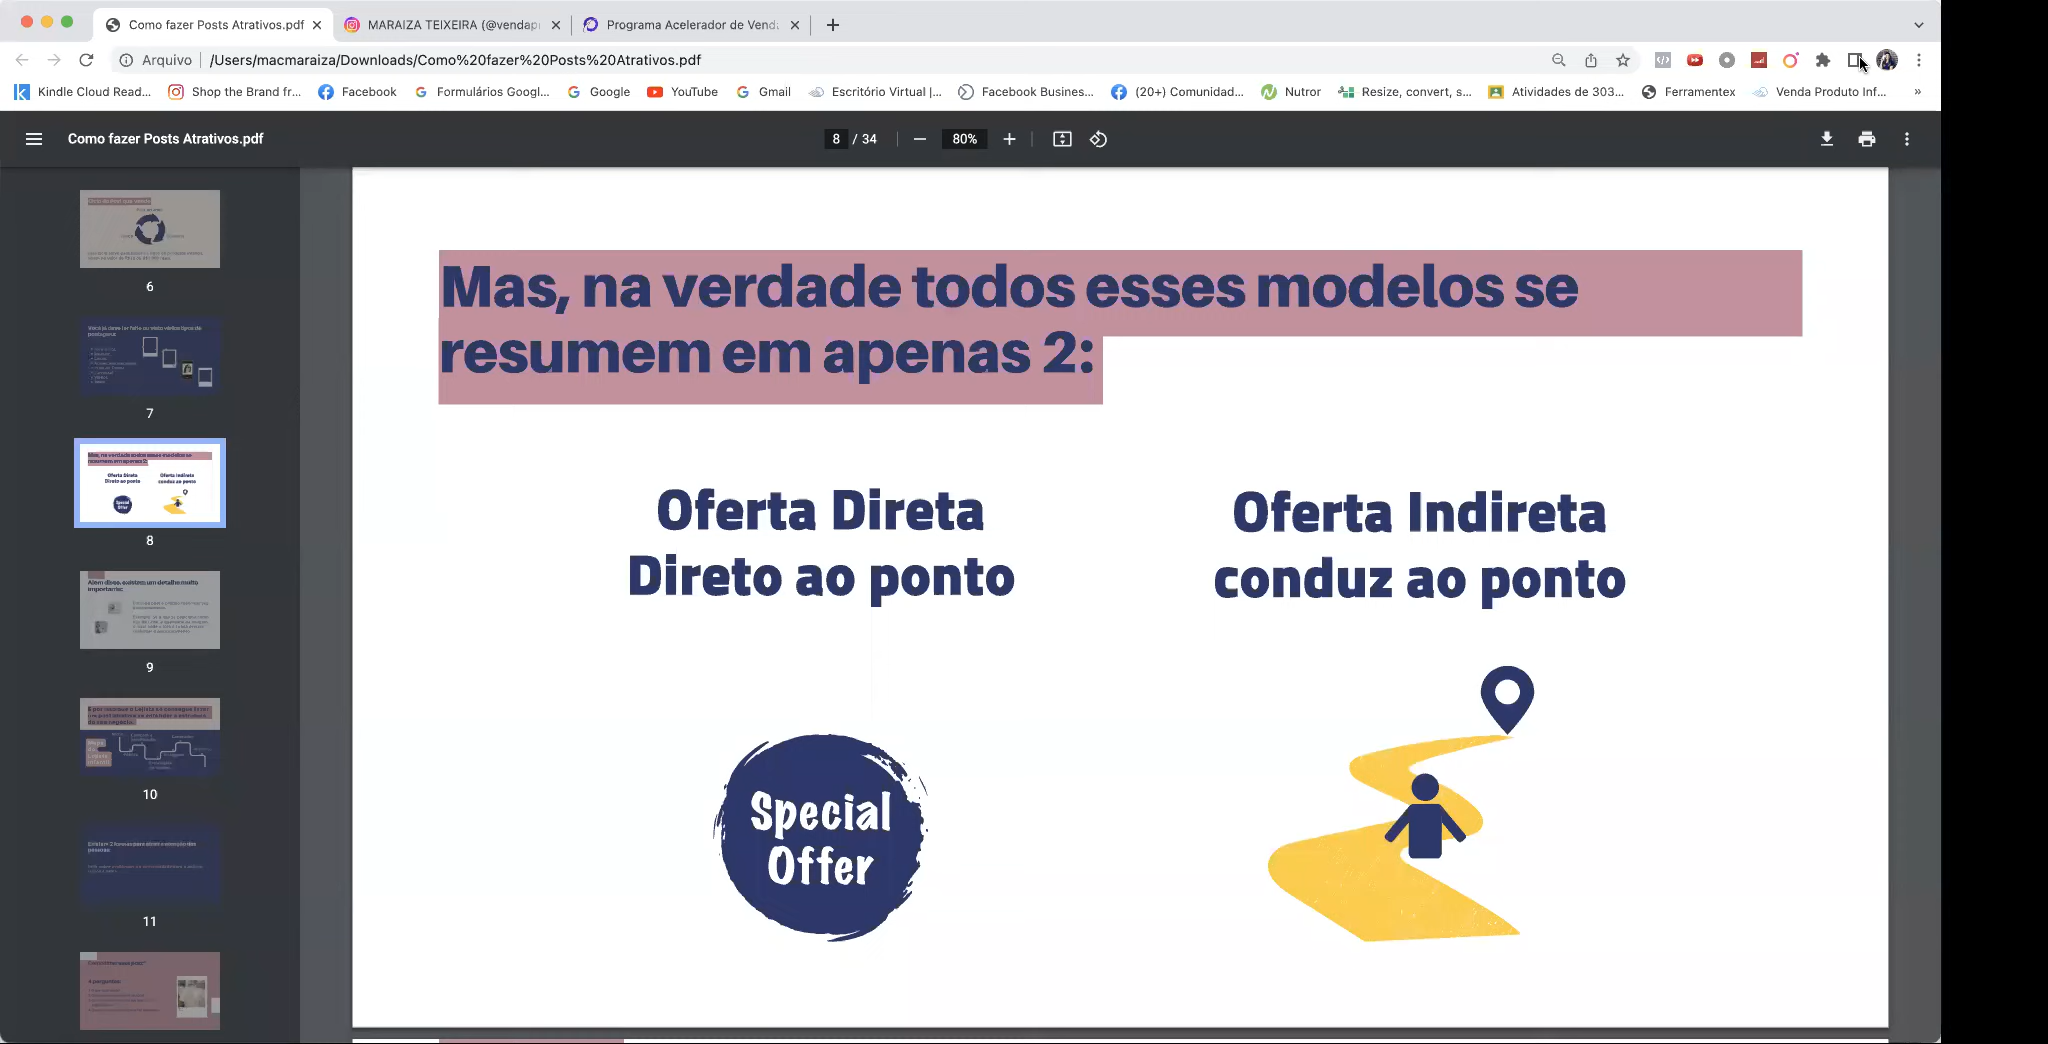 Como fazer Posts Atrativos.pdf
MARAIZA TEIXEIRA (@vendapr
Programa Acelerador de Venda
Arquivo
/Users/macmaraiza/Downloads/Como%20fazer%20Posts%20Atrativos.pdf
Kindle Cloud Read...
Shop the Brand fr...
Facebook
Formulários Googl...
Google
YouTube
Gmail
Escritório Virtual |...
Facebook Busines...
(20+) Comunidad...
Nutror
Resize, convert, s...
Atividades de 303...
Ferramentex
Venda Produto Inf...
»
Como fazer Posts Atrativos.pdf
8 / 34
80%
6
7
8
9
10
11
Mas, na verdade todos esses modelos se
resumem em apenas 2:
Oferta Direta
Direto ao ponto
Oferta Indireta
conduz ao ponto
Special
Offer